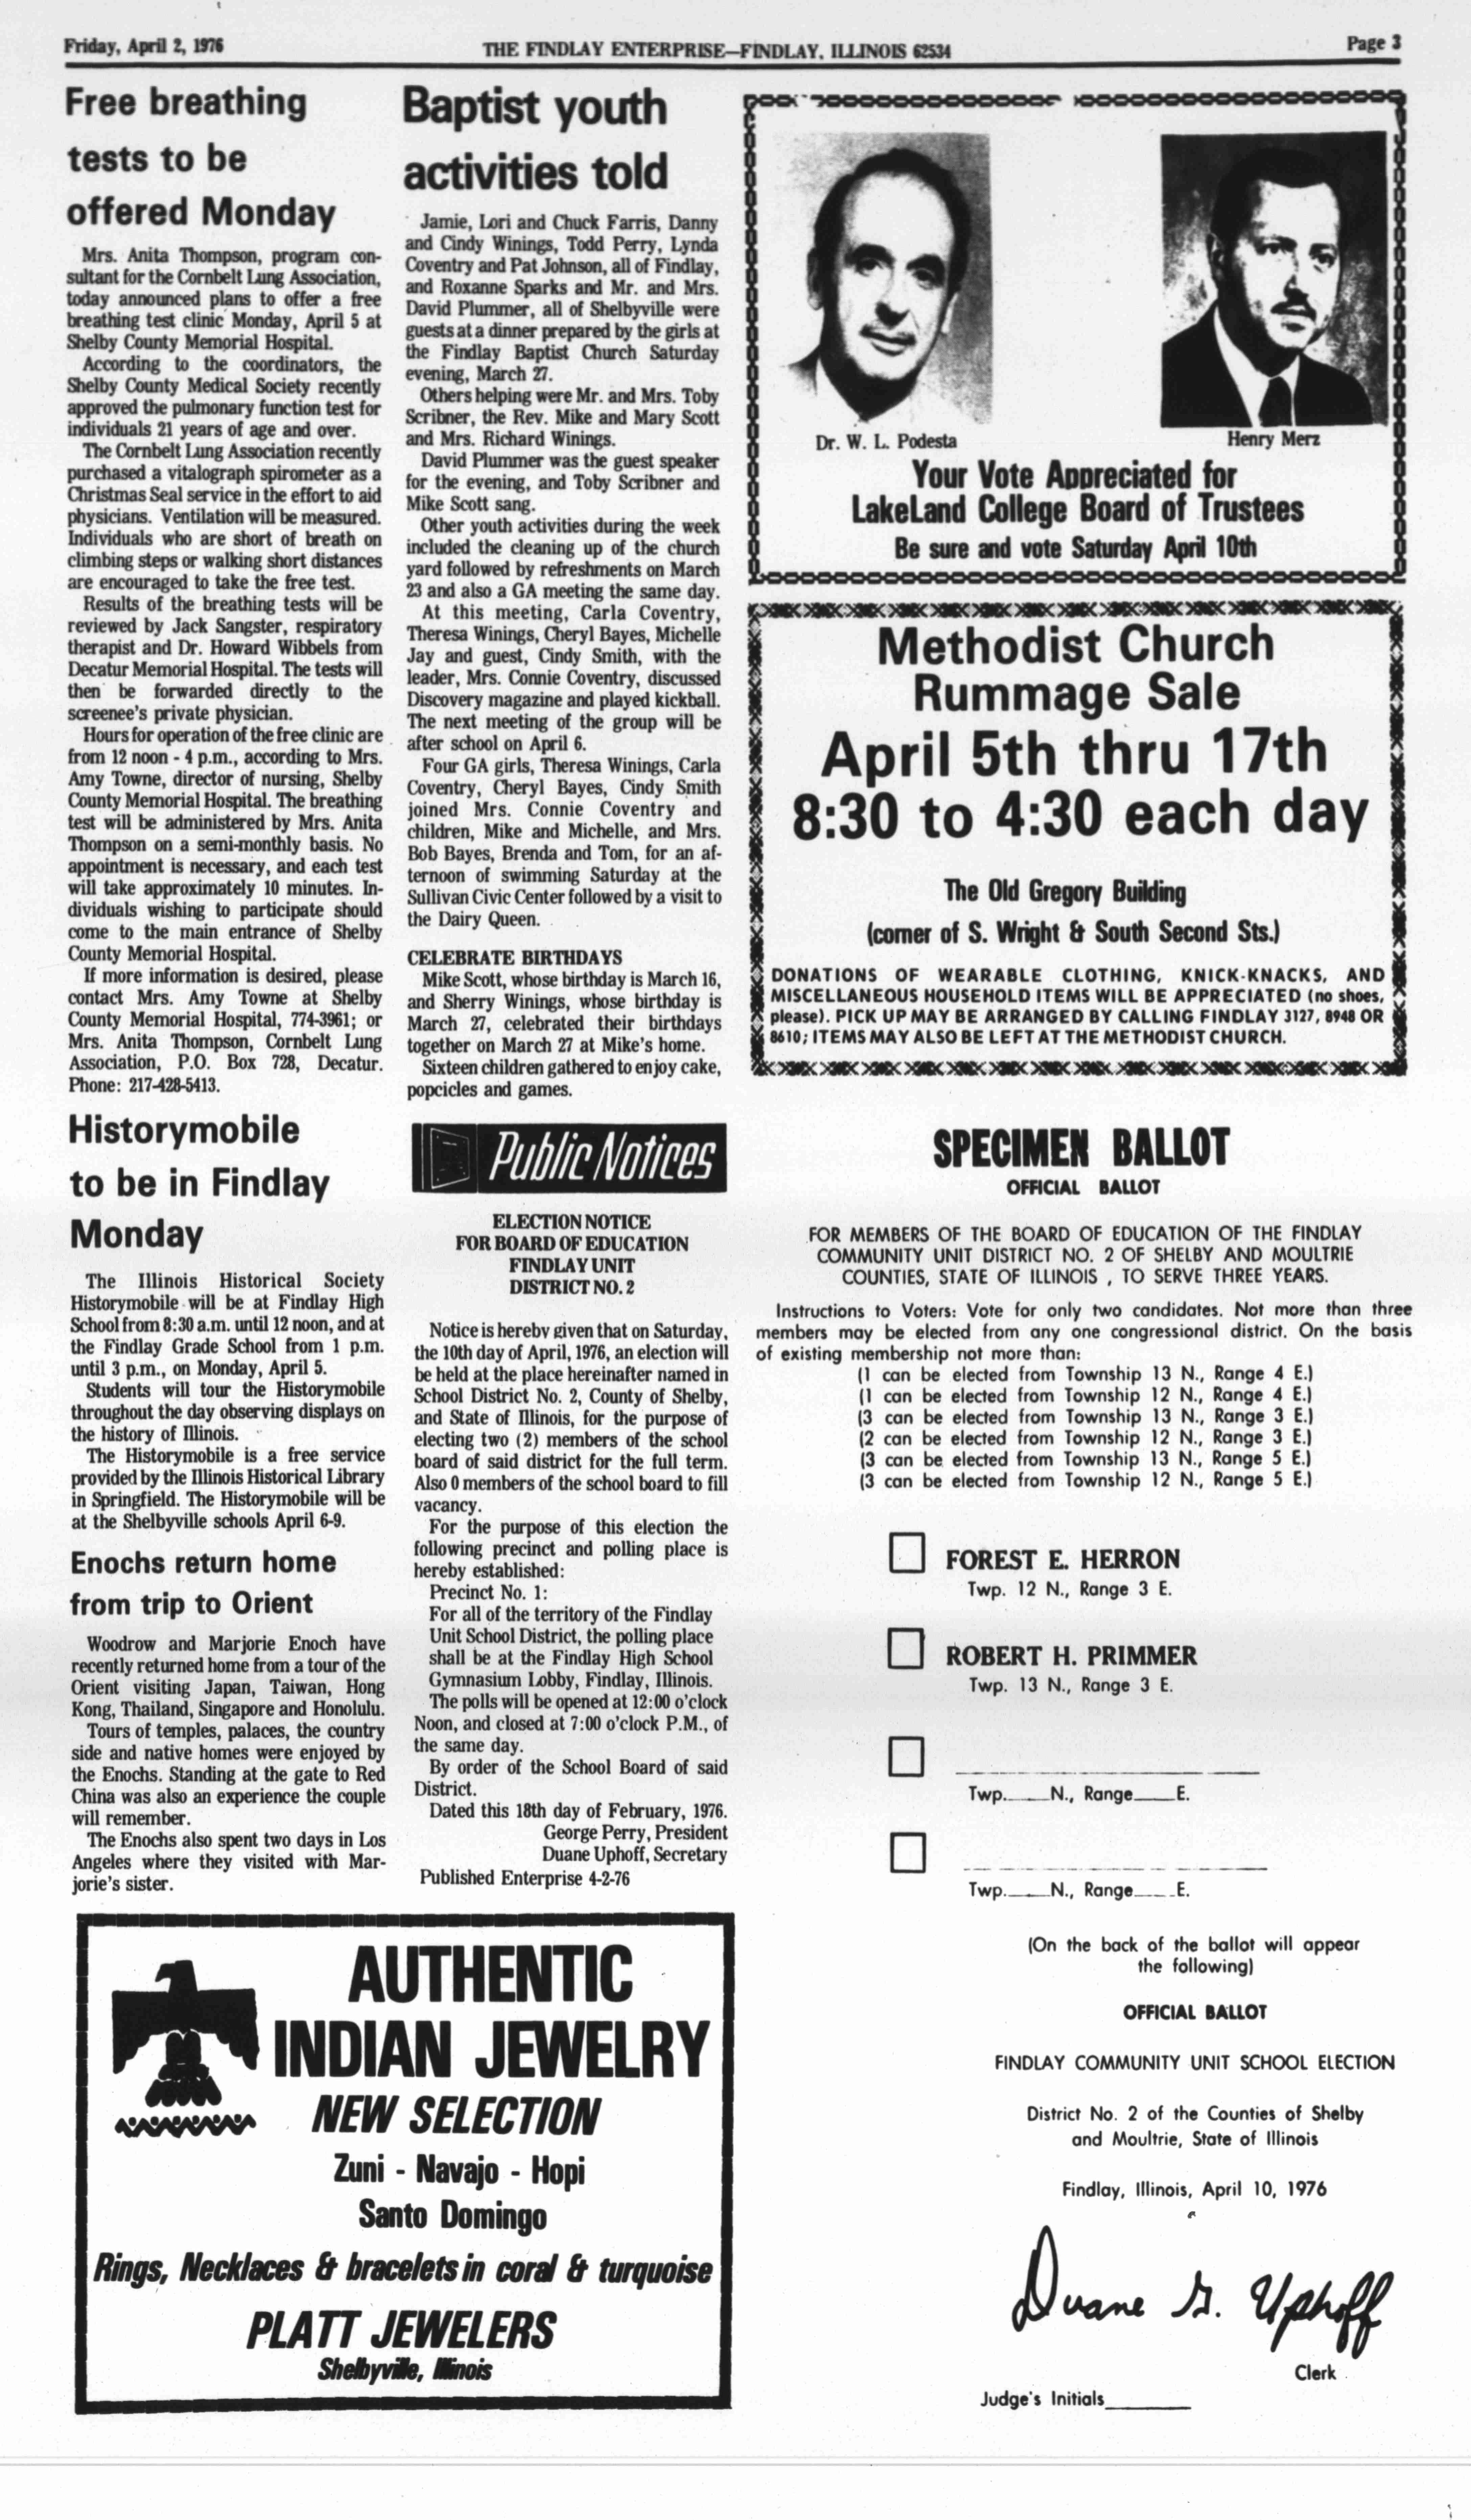 Friday, April 2, 1976
THE FINDLAY ENTERPRISE—FINDLAY, ILLINOIS 62534
Page 3
Free breathing
tests to be
offered Monday
Mrs. Anita Thompson, program con-
sultant for the Cornbelt Lung Association,
today announced plans to offer a free
breathing test clinic Monday, April 5 at
Shelby County Memorial Hospital.
According to the coordinators, the
Shelby County Medical Society recently
approved the pulmonary function test for
individuals 21 years of age and over.
The Cornbelt Lung Association recently
purchased a vitalograph spirometer as a
Christmas Seal service in the effort to aid
physicians. Ventilation will be measured.
Individuals who are short of breath on
climbing steps or walking short distances
are encouraged to take the free test.
Results of the breathing tests will be
reviewed by Jack Sangster, respiratory
therapist and Dr. Howard Wibbels from
Decatur Memorial Hospital. The tests will
then be forwarded directly to the
screenee's private physician.
Hours for operation of the free clinic are
from 12 noon - 4 p.m., according to Mrs.
Amy Towne, director of nursing, Shelby
County Memorial Hospital. The breathing
test will be administered by Mrs. Anita
Thompson on a semi-monthly basis. No
appointment is necessary, and each test
will take approximately 10 minutes. In-
dividuals wishing to participate should
come to the main entrance of Shelby
County Memorial Hospital.
If more information is desired, please
contact Mrs. Amy Towne at Shelby
County Memorial Hospital, 774-3961; or
Mrs. Anita Thompson, Cornbelt Lung
Association, P.O. Box 728, Decatur.
Phone: 217-428-5413.
Historymobile
to be in Findlay
Monday
The Illinois Historical Society
Historymobile will be at Findlay High
School from 8:30 a.m. until 12 noon, and at
the Findlay Grade School from 1 p.m.
until 3 p.m., on Monday, April 5.
Students will tour the Historymobile
throughout the day observing displays on
the history of Illinois.
The Historymobile is a free service
provided by the Illinois Historical Library
in Springfield. The Historymobile will be
at the Shelbyville schools April 6-9.
Enochs return home
from trip to Orient
Woodrow and Marjorie Enoch have
recently returned home from a tour of the
Orient visiting Japan, Taiwan, Hong
Kong, Thailand, Singapore and Honolulu.
Tours of temples, palaces, the country
side and native homes were enjoyed by
the Enochs. Standing at the gate to Red
China was also an experience the couple
will remember.
The Enochs also spent two days in Los
Angeles where they visited with Mar-
jorie's sister.
Baptist youth
activities told
Jamie, Lori and Chuck Farris, Danny
and Cindy Winings, Todd Perry, Lynda
Coventry and Pat Johnson, all of Findlay,
and Roxanne Sparks and Mr. and Mrs.
David Plummer, all of Shelbyville were
guests at a dinner prepared by the girls at
the Findlay Baptist Church Saturday
evening, March 27.
Others helping were Mr. and Mrs. Toby
Scribner, the Rev. Mike and Mary Scott
and Mrs. Richard Winings.
David Plummer was the guest speaker
for the evening, and Toby Scribner and
Mike Scott sang.
Other youth activities during the week
included the cleaning up of the church
yard followed by refreshments on March
23 and also a GA meeting the same day.
At this meeting, Carla Coventry,
Theresa Winings, Cheryl Bayes, Michelle
Jay and guest, Cindy Smith, with the
leader, Mrs. Connie Coventry, discussed
Discovery magazine and played kickball.
The next meeting of the group will be
after school on April 6.
Four GA girls, Theresa Winings, Carla
Coventry, Cheryl Bayes, Cindy Smith
joined Mrs. Connie Coventry and
children, Mike and Michelle, and Mrs.
Bob Bayes, Brenda and Tom, for an af-
ternoon of swimming Saturday at the
Sullivan Civic Center followed by a visit to
the Dairy Queen.
CELEBRATE BIRTHDAYS
Mike Scott, whose birthday is March 16,
and Sherry Winings, whose birthday is
March 27, celebrated their birthdays
together on March 27 at Mike's home.
Sixteen children gathered to enjoy cake,
popcicles and games.
Public Notices
ELECTION NOTICE
FOR BOARD OF EDUCATION
FINDLAY UNIT
DISTRICT NO. 2
Notice is hereby given that on Saturday,
the 10th day of April, 1976, an election will
be held at the place hereinafter named in
School District No. 2, County of Shelby,
and State of Illinois, for the purpose of
electing two (2) members of the school
board of said district for the full term.
Also 0 members of the school board to fill
vacancy.
For the purpose of this election the
following precinct and polling place is
hereby established:
Precinct No. 1:
For all of the territory of the Findlay
Unit School District, the polling place
shall be at the Findlay High School
Gymnasium Lobby, Findlay, Illinois.
The polls will be opened at 12:00 o'clock
Noon, and closed at 7:00 o'clock P.M., of
the same day.
By order of the School Board of said
District.
Dated this 18th day of February, 1976.
George Perry, President
Duane Uphoff, Secretary
Published Enterprise 4-2-76
AUTHENTIC
INDIAN JEWELRY
NEW SELECTION
Zuni - Navajo - Hopi
Santo Domingo
Rings, Necklaces & bracelets in coral & turquoise
PLATT JEWELERS
Shelbyville, Illinois
Dr. W. L. Podesta
Henry Merz
Your Vote Appreciated for
LakeLand College Board of Trustees
Be sure and vote Saturday April 10th
Methodist Church
Rummage Sale
April 5th thru 17th
8:30 to 4:30 each day
The Old Gregory Building
(corner of S. Wright & South Second Sts.)
DONATIONS OF WEARABLE CLOTHING, KNICK-KNACKS, AND
MISCELLANEOUS HOUSEHOLD ITEMS WILL BE APPRECIATED (no shoes,
please). PICK UP MAY BE ARRANGED BY CALLING FINDLAY 3127, 8948 OR
8610; ITEMS MAY ALSO BE LEFT AT THE METHODIST CHURCH.
SPECIMEN BALLOT
OFFICIAL BALLOT
FOR MEMBERS OF THE BOARD OF EDUCATION OF THE FINDLAY
COMMUNITY UNIT DISTRICT NO. 2 OF SHELBY AND MOULTRIE
COUNTIES, STATE OF ILLINOIS , TO SERVE THREE YEARS.
Instructions to Voters: Vote for only two candidates. Not more than three
members may be elected from any one congressional district. On the basis
of existing membership not more than:
(1 can be elected from Township 13 N., Range 4 E.)
(1 can be elected from Township 12 N., Range 4 E.)
(3 can be elected from Township 13 N., Range 3 E.)
(2 can be elected from Township 12 N., Range 3 E.)
(3 can be elected from Township 13 N., Range 5 E.)
(3 can be elected from Township 12 N., Range 5 E.)
FOREST E. HERRON
Twp. 12 N., Range 3 E.
ROBERT H. PRIMMER
Twp. 13 N., Range 3 E.
Twp.____N., Range____E.
Twp.____N., Range____E.
(On the back of the ballot will appear
the following)
OFFICIAL BALLOT
FINDLAY COMMUNITY UNIT SCHOOL ELECTION
District No. 2 of the Counties of Shelby
and Moultrie, State of Illinois
Findlay, Illinois, April 10, 1976
Duane G. Uphoff
Clerk
Judge's Initials________